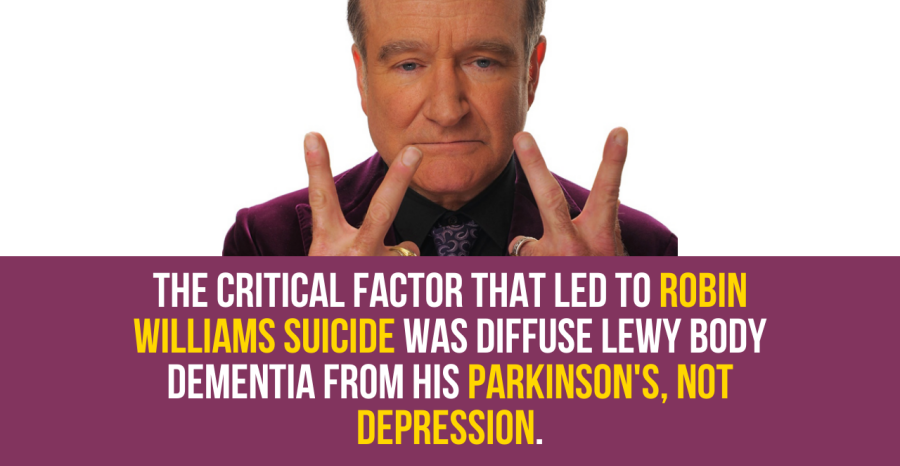 THE CRITICAL FACTOR THAT LED TO ROBIN
WILLIAMS SUICIDE WAS DIFFUSE LEWY BODY
DEMENTIA FROM HIS PARKINSON'S, NOT
DEPRESSION.